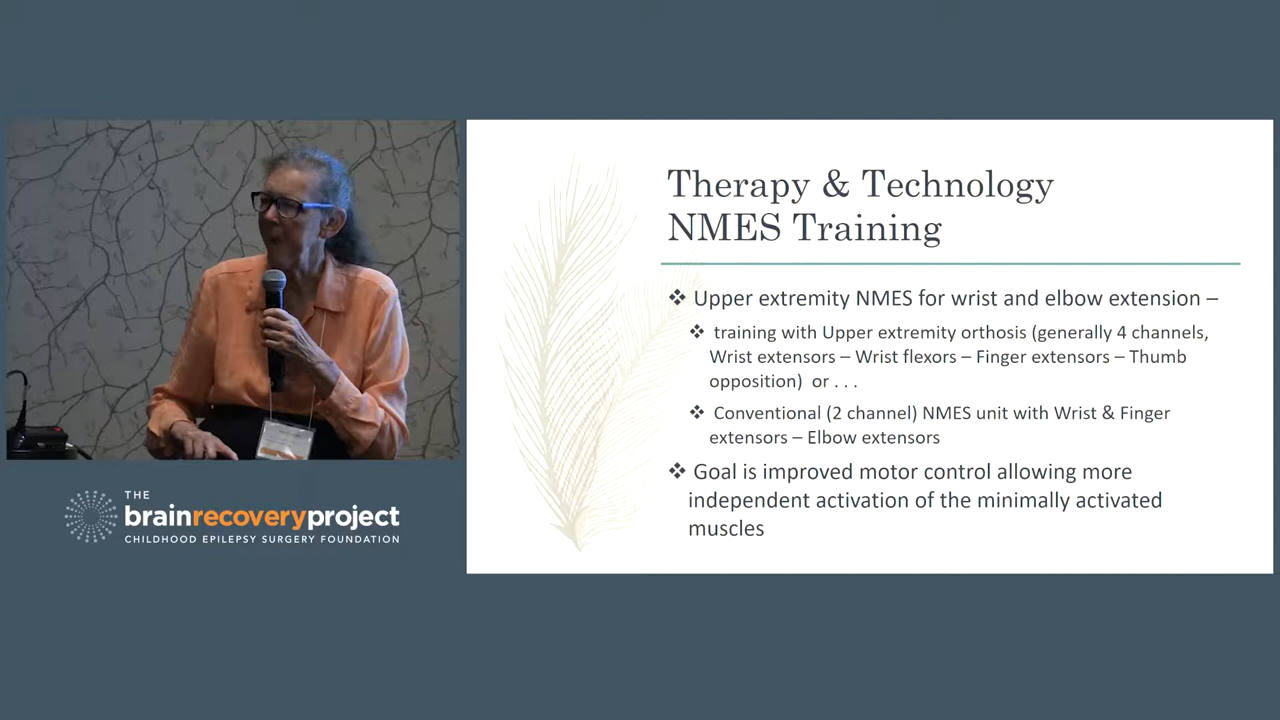 Therapy & Technology
NMES Training
❖ Upper extremity NMES for wrist and elbow extension –
❖ training with Upper extremity orthosis (generally 4 channels,
Wrist extensors – Wrist flexors – Finger extensors – Thumb
opposition) or . . .
❖ Conventional (2 channel) NMES unit with Wrist & Finger
extensors – Elbow extensors
❖ Goal is improved motor control allowing more
independent activation of the minimally activated
muscles
THE
brainrecoveryproject
CHILDHOOD EPILEPSY SURGERY FOUNDATION